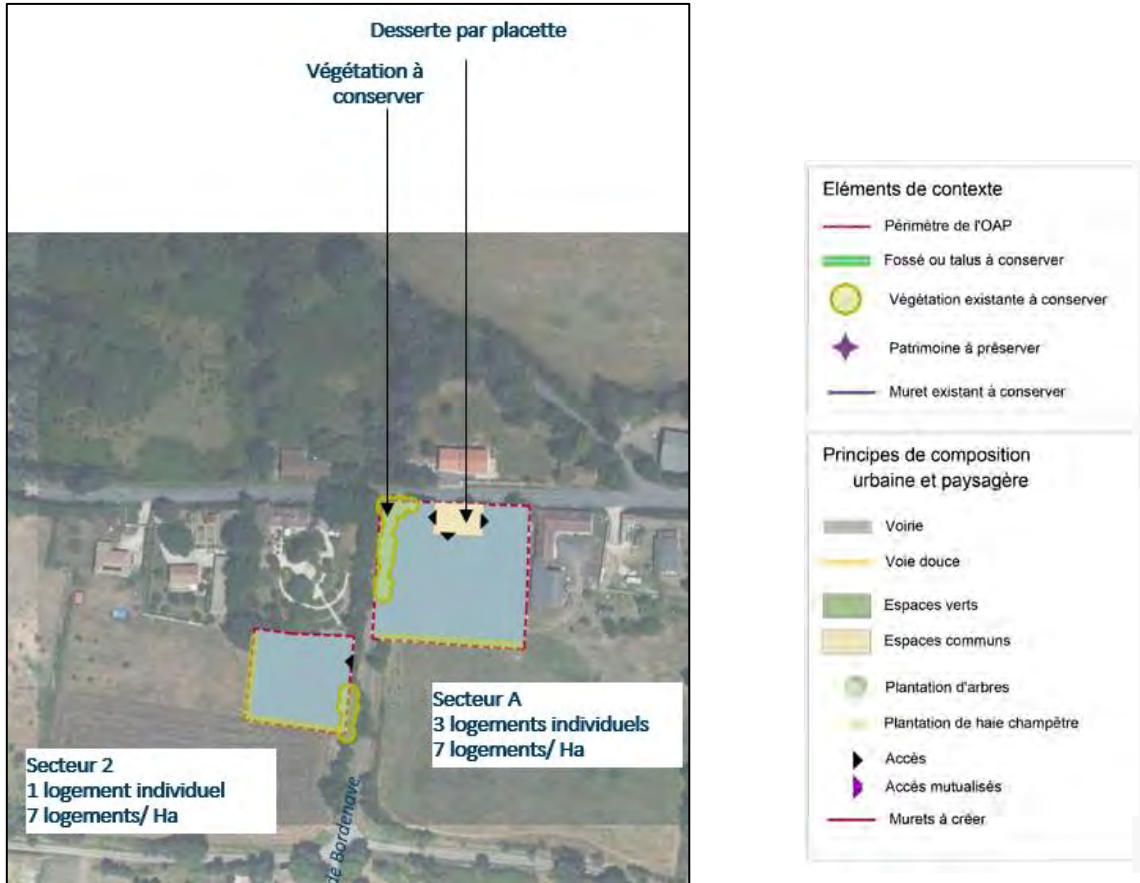 Desserte par placette
Végétation à
conserver
Secteur A
3 logements individuels
7 logements/ Ha
Secteur 2
1 logement individuel
7 logements/ Ha
de Bordenave
Eléments de contexte
Périmètre de l'OAP
Fossé ou talus à conserver
Végétation existante à conserver
Patrimoine à préserver
Muret existant à conserver
Principes de composition
urbaine et paysagère
Voirie
Voie douce
Espaces verts
Espaces communs
Plantation d'arbres
Plantation de haie champêtre
Accès
Accès mutualisés
Murets à créer